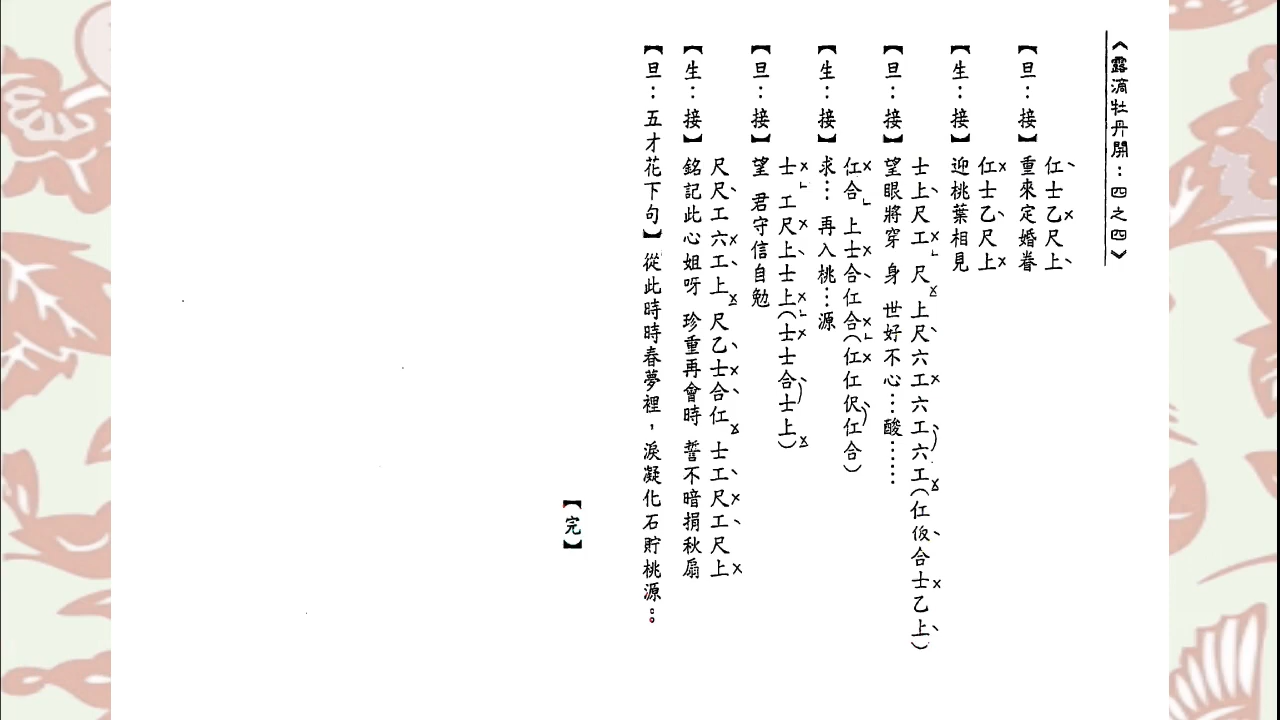 《露滴牡丹開：四之四》
仜士乙尺上
【旦：接】重來定婚眷
仜士乙尺上
【生：接】迎桃葉相見
士上尺工 尺 上尺六工六工六工（仜仮合士乙上）
【旦：接】望眼將穿 身 世好不心…酸……
仜合 上士合仜合（仜仜伬仜合）
【生：接】求… 再入桃…源
士 工尺上士上（士士合士上）
【旦：接】望 君守信自勉
尺尺工六工上 尺乙士合仜 士工尺工尺上
【生：接】銘記此心姐呀 珍重再會時 誓不暗捐秋扇
【旦：五才花下句】從此時時春夢裡，淚凝化石貯桃源。。
【完】